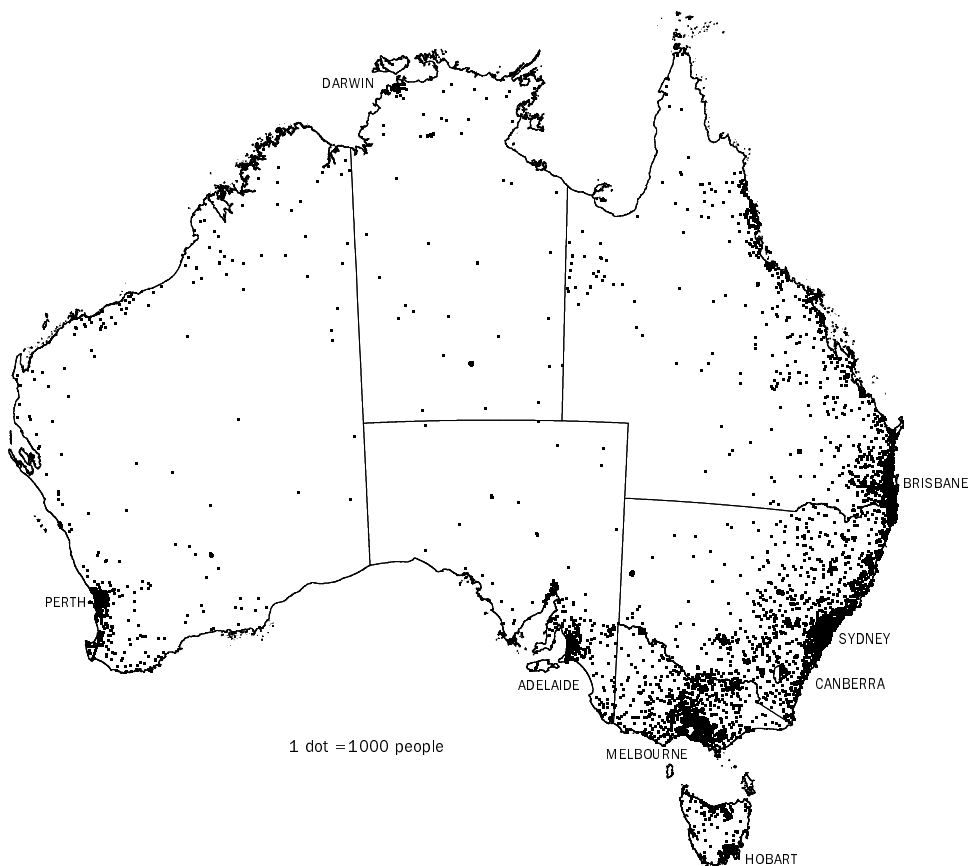 DARWIN
BRISBANE
PERTH
SYDNEY
ADELAIDE
CANBERRA
1 dot =1000 people
MELBOURNE
HOBART